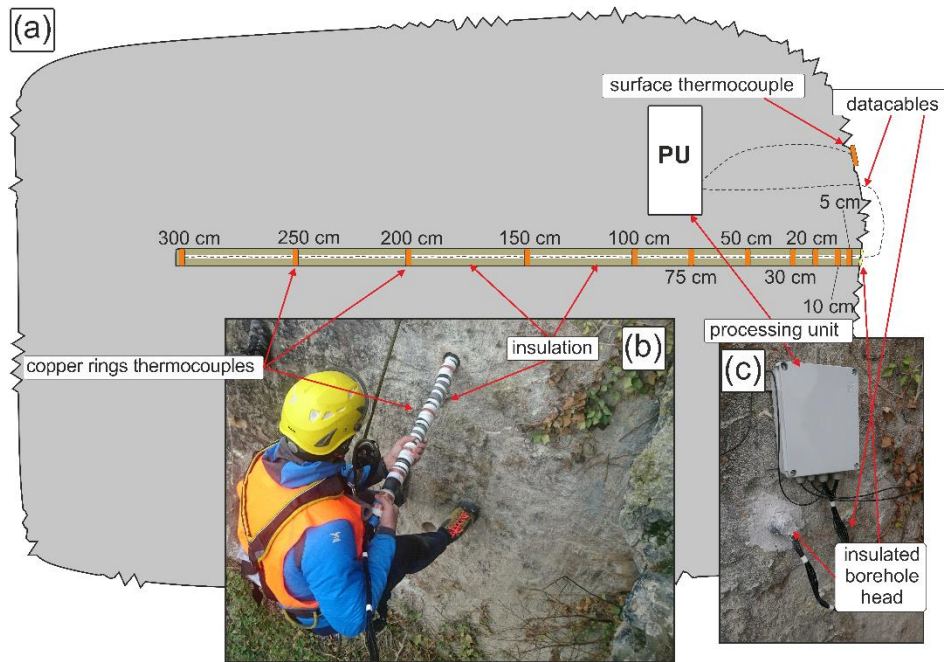 (a)
surface thermocouple
datacables
PU
5 cm
300 cm
250 cm
200 cm
150 cm
100 cm
50 cm
20 cm
75 cm
30 cm
10 cm
processing unit
(b)
insulation
(c)
copper rings thermocouples
insulated
borehole
head